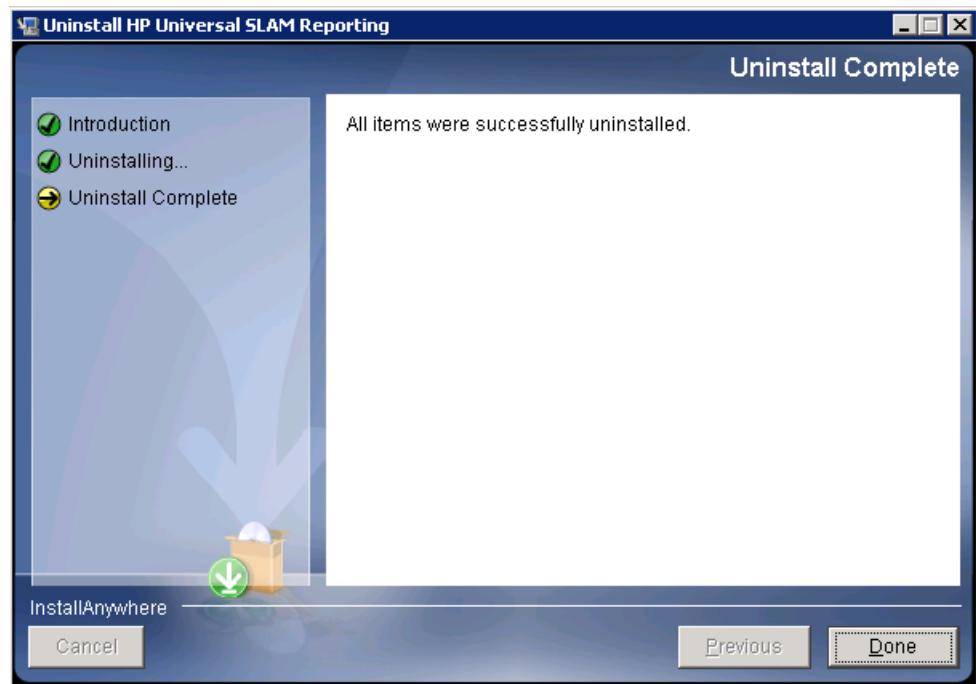 Uninstall HP Universal SLAM Reporting
Uninstall Complete
Introduction
Uninstalling...
Uninstall Complete
All items were successfully uninstalled.
InstallAnywhere
Cancel
Previous
Done